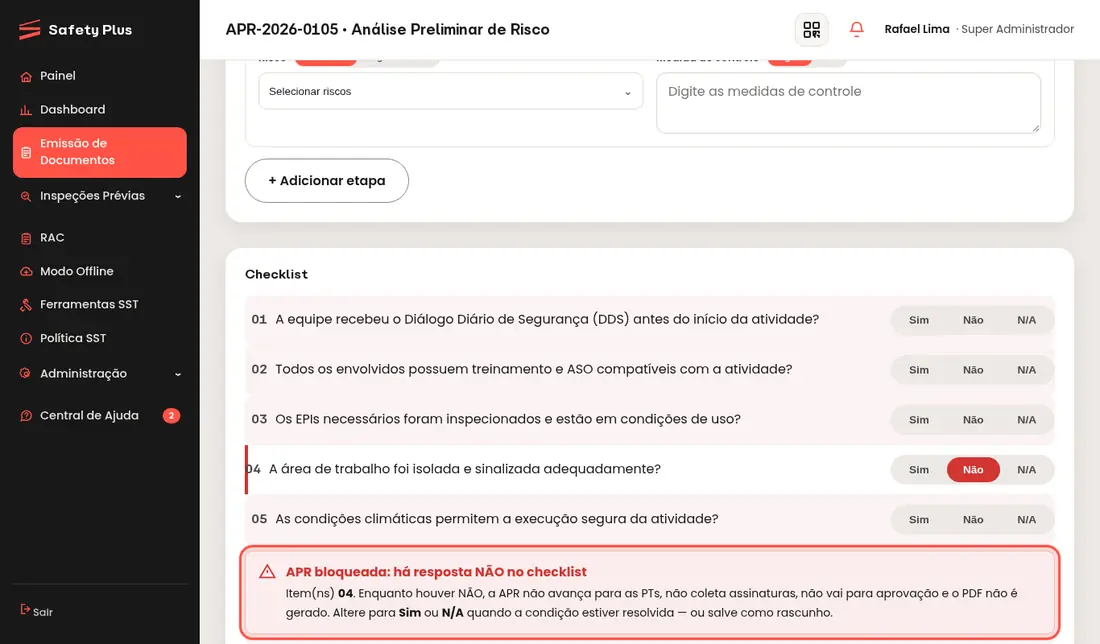 Safety Plus
Painel
Dashboard
Emissão de
Documentos
Inspeções Prévias
RAC
Modo Offline
Ferramentas SST
Política SST
Administração
Central de Ajuda 2
Sair
APR-2026-0105 • Análise Preliminar de Risco
Rafael Lima · Super Administrador
Selecionar riscos
Digite as medidas de controle
+ Adicionar etapa
Checklist
01 A equipe recebeu o Diálogo Diário de Segurança (DDS) antes do início da atividade? Sim Não N/A
02 Todos os envolvidos possuem treinamento e ASO compatíveis com a atividade? Sim Não N/A
03 Os EPIs necessários foram inspecionados e estão em condições de uso? Sim Não N/A
04 A área de trabalho foi isolada e sinalizada adequadamente? Sim Não N/A
05 As condições climáticas permitem a execução segura da atividade? Sim Não N/A
APR bloqueada: há resposta NÃO no checklist
Item(ns) 04. Enquanto houver NÃO, a APR não avança para as PTs, não coleta assinaturas, não vai para aprovação e o PDF não é
gerado. Altere para Sim ou N/A quando a condição estiver resolvida — ou salve como rascunho.